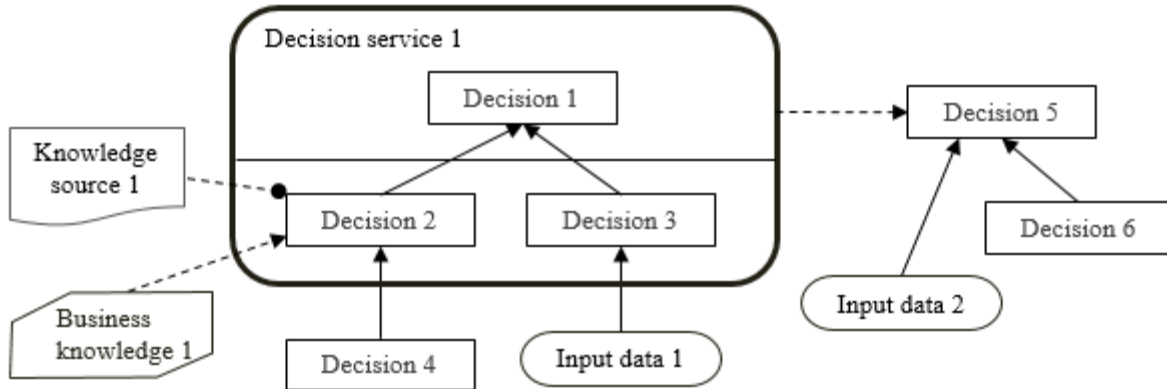 Decision service 1
Decision 1
Decision 5
Knowledge
source 1
Decision 2
Decision 3
Decision 6
Business
knowledge 1
Input data 2
Decision 4
Input data 1